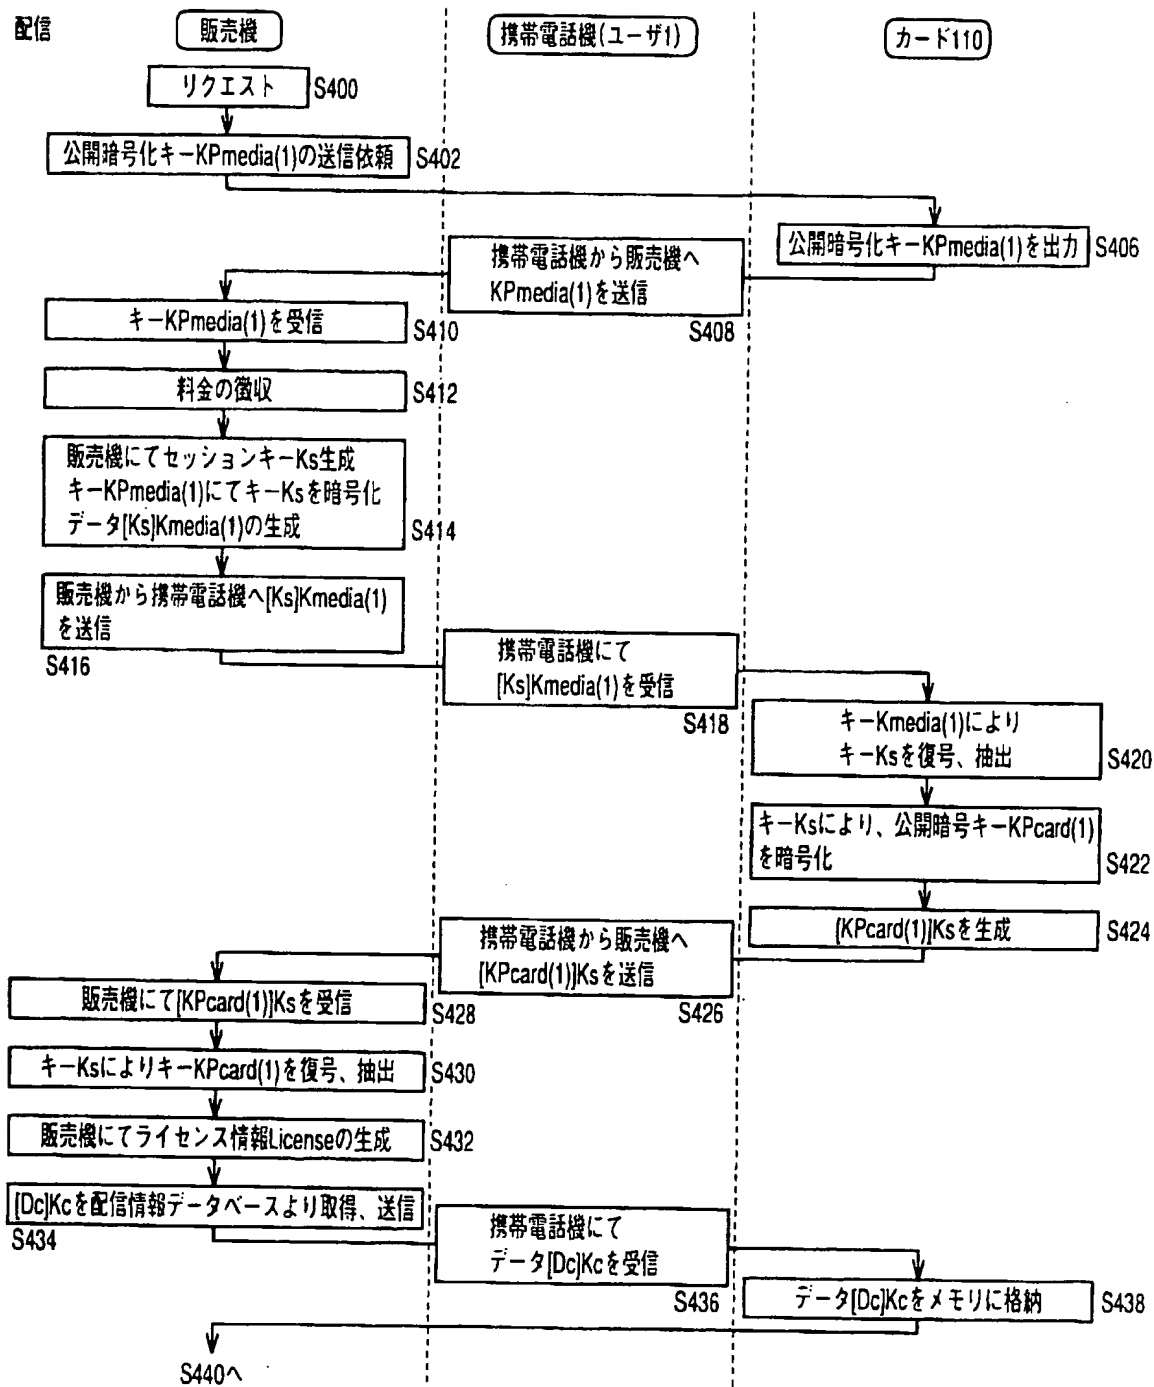 配信
販売機
携帯電話機(ユーザ1)
カード110
リクエスト
S400
公開暗号化キーKPmedia(1)の送信依頼
S402
公開暗号化キーKPmedia(1)を出力
S406
携帯電話機から販売機へ
KPmedia(1)を送信
S408
キーKPmedia(1)を受信
S410
料金の徴収
S412
販売機にてセッションキーKs生成
キーKPmedia(1)にてキーKsを暗号化
データ[Ks]Kmedia(1)の生成
S414
販売機から携帯電話機へ[Ks]Kmedia(1)
を送信
S416
携帯電話機にて
[Ks]Kmedia(1)を受信
S418
キーKmedia(1)により
キーKsを復号、抽出
S420
キーKsにより、公開暗号キーKPcard(1)
を暗号化
S422
[KPcard(1)]Ksを生成
S424
携帯電話機から販売機へ
[KPcard(1)]Ksを送信
S426
販売機にて[KPcard(1)]Ksを受信
S428
キーKsによりキーKPcard(1)を復号、抽出
S430
販売機にてライセンス情報Licenseの生成
S432
[Dc]Kcを配信情報データベースより取得、送信
S434
携帯電話機にて
データ[Dc]Kcを受信
S436
データ[Dc]Kcをメモリに格納
S438
S440へ